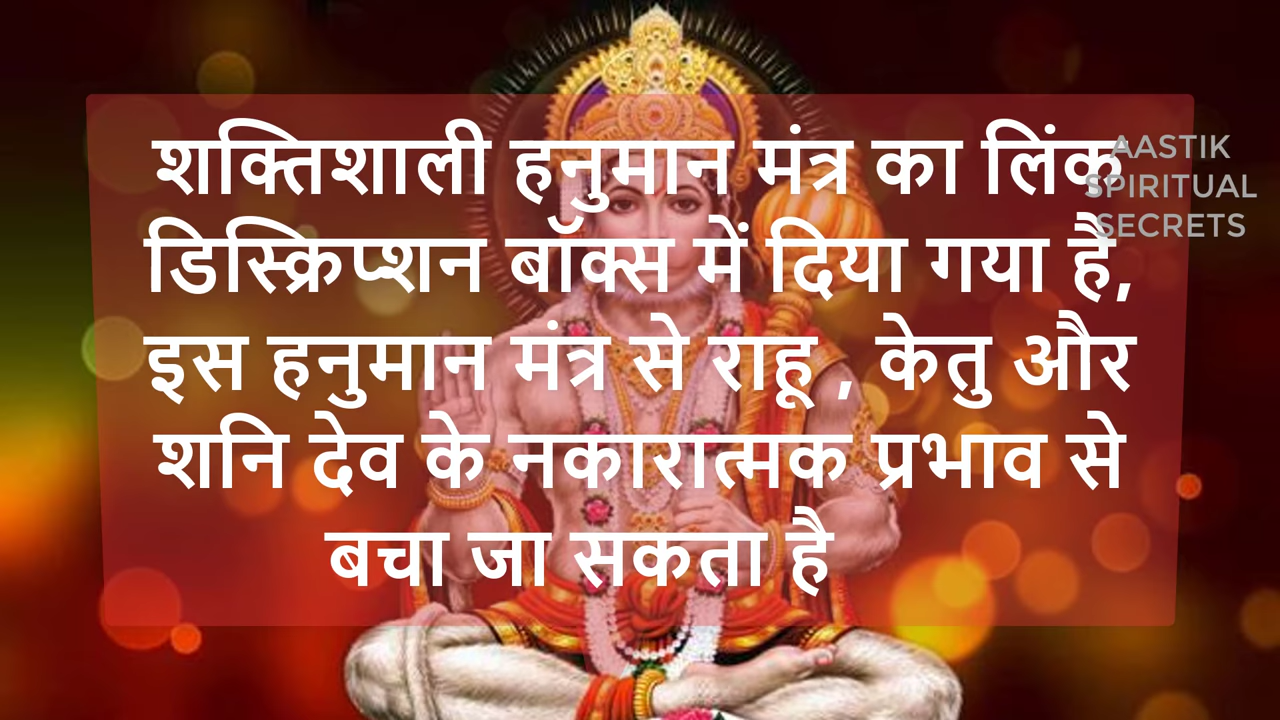 शक्तिशाली हनुमान मंत्र का लिंक
डिस्क्रिप्शन बॉक्स में दिया गया है,
इस हनुमान मंत्र से राहू , केतु और
शनि देव के नकारात्मक प्रभाव से
बचा जा सकता है
AASTIK
SPIRITUAL
SECRETS